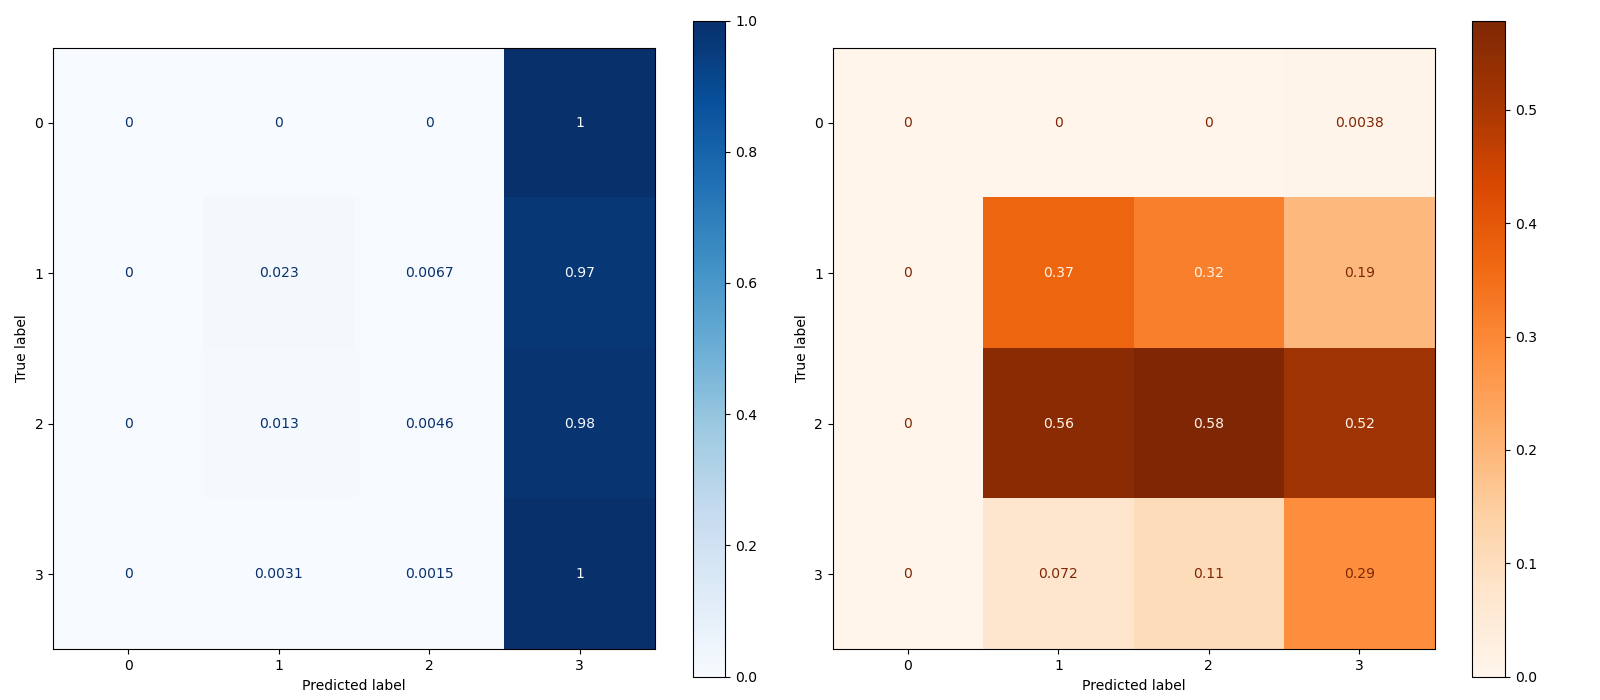 1.0
0 0 0 0 1
1 0 0.023 0.0067 0.97
2 0 0.013 0.0046 0.98
3 0 0.0031 0.0015 1
0 1 2 3
True label
Predicted label
0.8
0.6
0.4
0.2
0.0
0 0 0 0 0.0038
1 0 0.37 0.32 0.19
2 0 0.56 0.58 0.52
3 0 0.072 0.11 0.29
0 1 2 3
True label
Predicted label
0.5
0.4
0.3
0.2
0.1
0.0